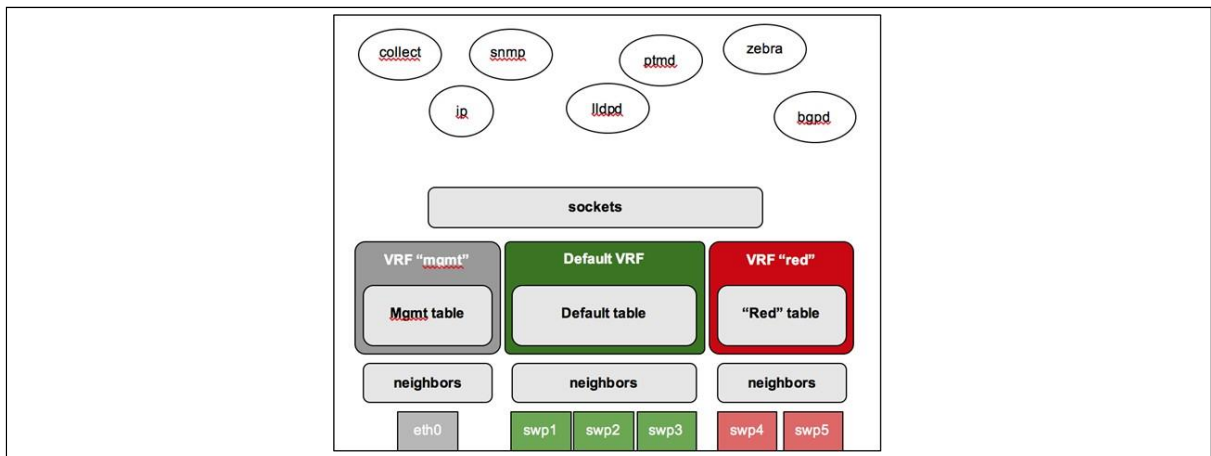 collect
snmp
ptmd
zebra
ip
lldpd
bgpd
sockets
VRF “mgmt”
Default VRF
VRF “red”
Mgmt table
Default table
“Red” table
neighbors
neighbors
neighbors
eth0
swp1
swp2
swp3
swp4
swp5